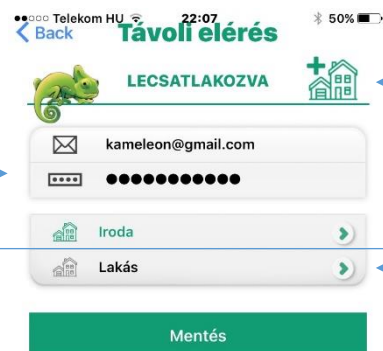 Telekom HU 22:07 50%
Back Távoli elérés
LECSATLAKOZVA
kameleon@gmail.com
Iroda
Lakás
Mentés